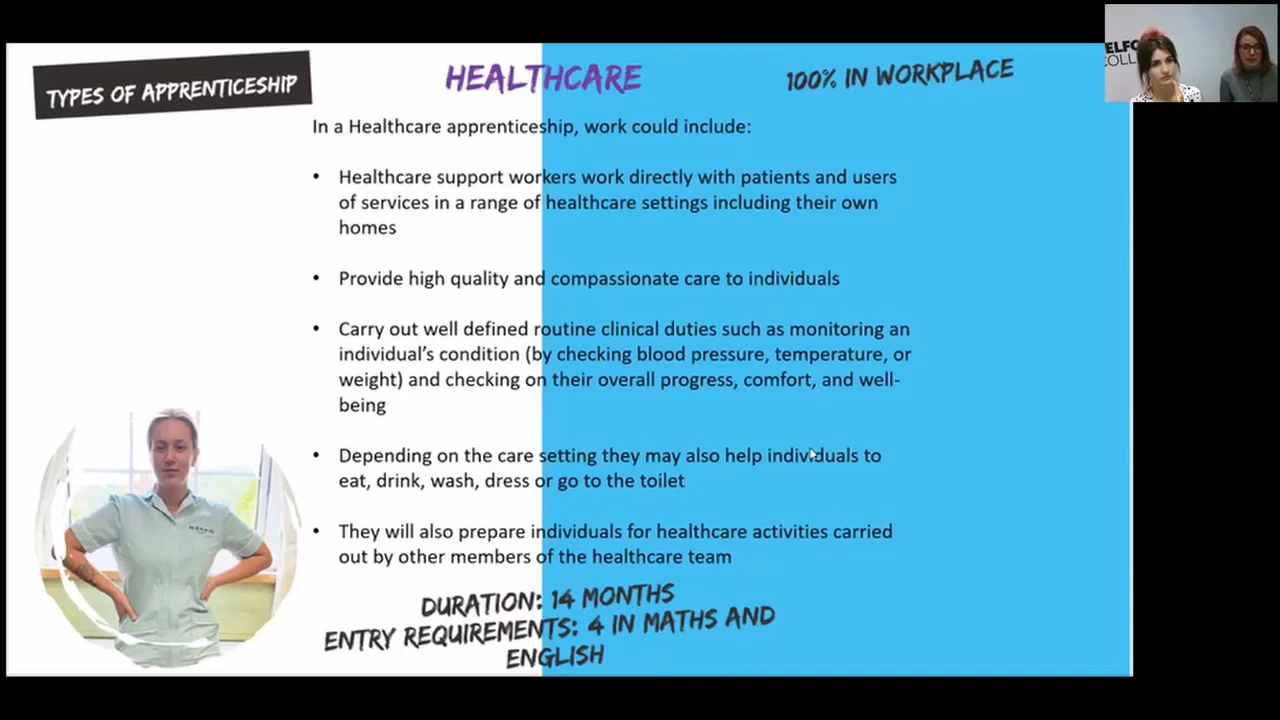 TYPES OF APPRENTICESHIP
HEALTHCARE
100% IN WORKPLACE
In a Healthcare apprenticeship, work could include:
• Healthcare support workers work directly with patients and users
of services in a range of healthcare settings including their own
homes
• Provide high quality and compassionate care to individuals
• Carry out well defined routine clinical duties such as monitoring an
individual's condition (by checking blood pressure, temperature, or
weight) and checking on their overall progress, comfort, and well-
being
• Depending on the care setting they may also help individuals to
eat, drink, wash, dress or go to the toilet
• They will also prepare individuals for healthcare activities carried
out by other members of the healthcare team
DURATION: 14 MONTHS
ENTRY REQUIREMENTS: 4 IN MATHS AND
ENGLISH